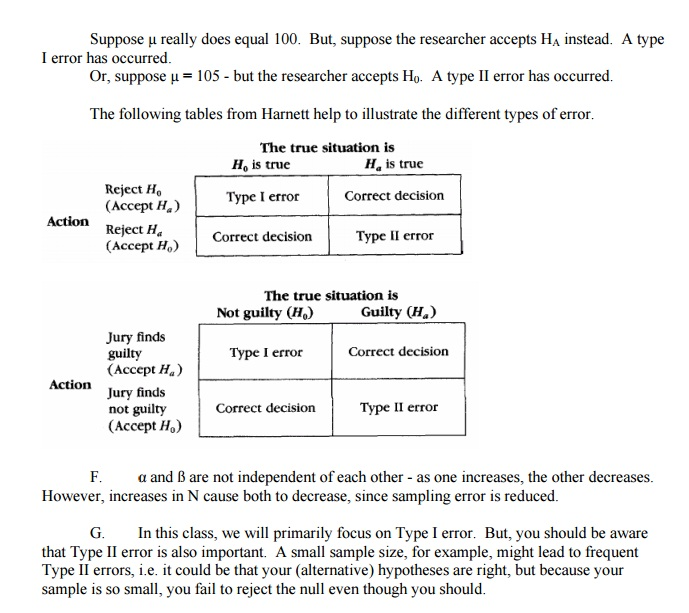 Suppose μ really does equal 100. But, suppose the researcher accepts HA instead. A type
I error has occurred.
Or, suppose μ = 105 - but the researcher accepts H0. A type II error has occurred.
The following tables from Harnett help to illustrate the different types of error.
The true situation is
H0 is true Ha is true
Reject H0
(Accept Ha)
Type I error Correct decision
Action
Reject Ha
(Accept H0)
Correct decision Type II error
The true situation is
Not guilty (H0) Guilty (Ha)
Jury finds
guilty
(Accept Ha)
Type I error Correct decision
Action
Jury finds
not guilty
(Accept H0)
Correct decision Type II error
F. α and ß are not independent of each other - as one increases, the other decreases.
However, increases in N cause both to decrease, since sampling error is reduced.
G. In this class, we will primarily focus on Type I error. But, you should be aware
that Type II error is also important. A small sample size, for example, might lead to frequent
Type II errors, i.e. it could be that your (alternative) hypotheses are right, but because your
sample is so small, you fail to reject the null even though you should.